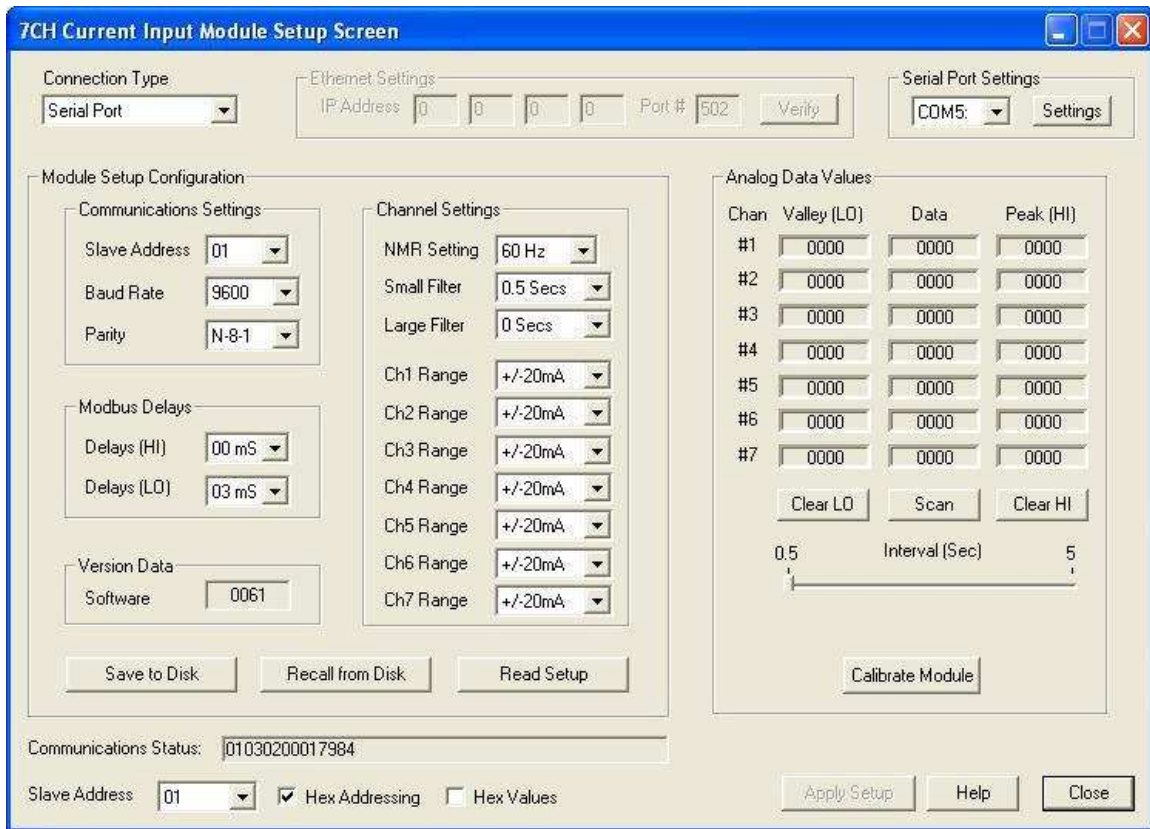 7CH Current Input Module Setup Screen
Connection Type
Serial Port
Ethernet Settings
IP Address 0 0 0 0 Port # 502 Verify
Serial Port Settings
COM5: Settings
Module Setup Configuration
Communications Settings
Slave Address 01
Baud Rate 9600
Parity N-8-1
Modbus Delays
Delays (HI) 00 mS
Delays (LO) 03 mS
Version Data
Software 0061
Channel Settings
NMR Setting 60 Hz
Small Filter 0.5 Secs
Large Filter 0 Secs
Ch1 Range +/-20mA
Ch2 Range +/-20mA
Ch3 Range +/-20mA
Ch4 Range +/-20mA
Ch5 Range +/-20mA
Ch6 Range +/-20mA
Ch7 Range +/-20mA
Save to Disk Recall from Disk Read Setup
Analog Data Values
Chan Valley (LO) Data Peak (HI)
#1 0000 0000 0000
#2 0000 0000 0000
#3 0000 0000 0000
#4 0000 0000 0000
#5 0000 0000 0000
#6 0000 0000 0000
#7 0000 0000 0000
Clear LO Scan Clear HI
0.5 Interval (Sec) 5
Calibrate Module
Communications Status: 01030200017984
Slave Address 01 Hex Addressing Hex Values
Apply Setup Help Close